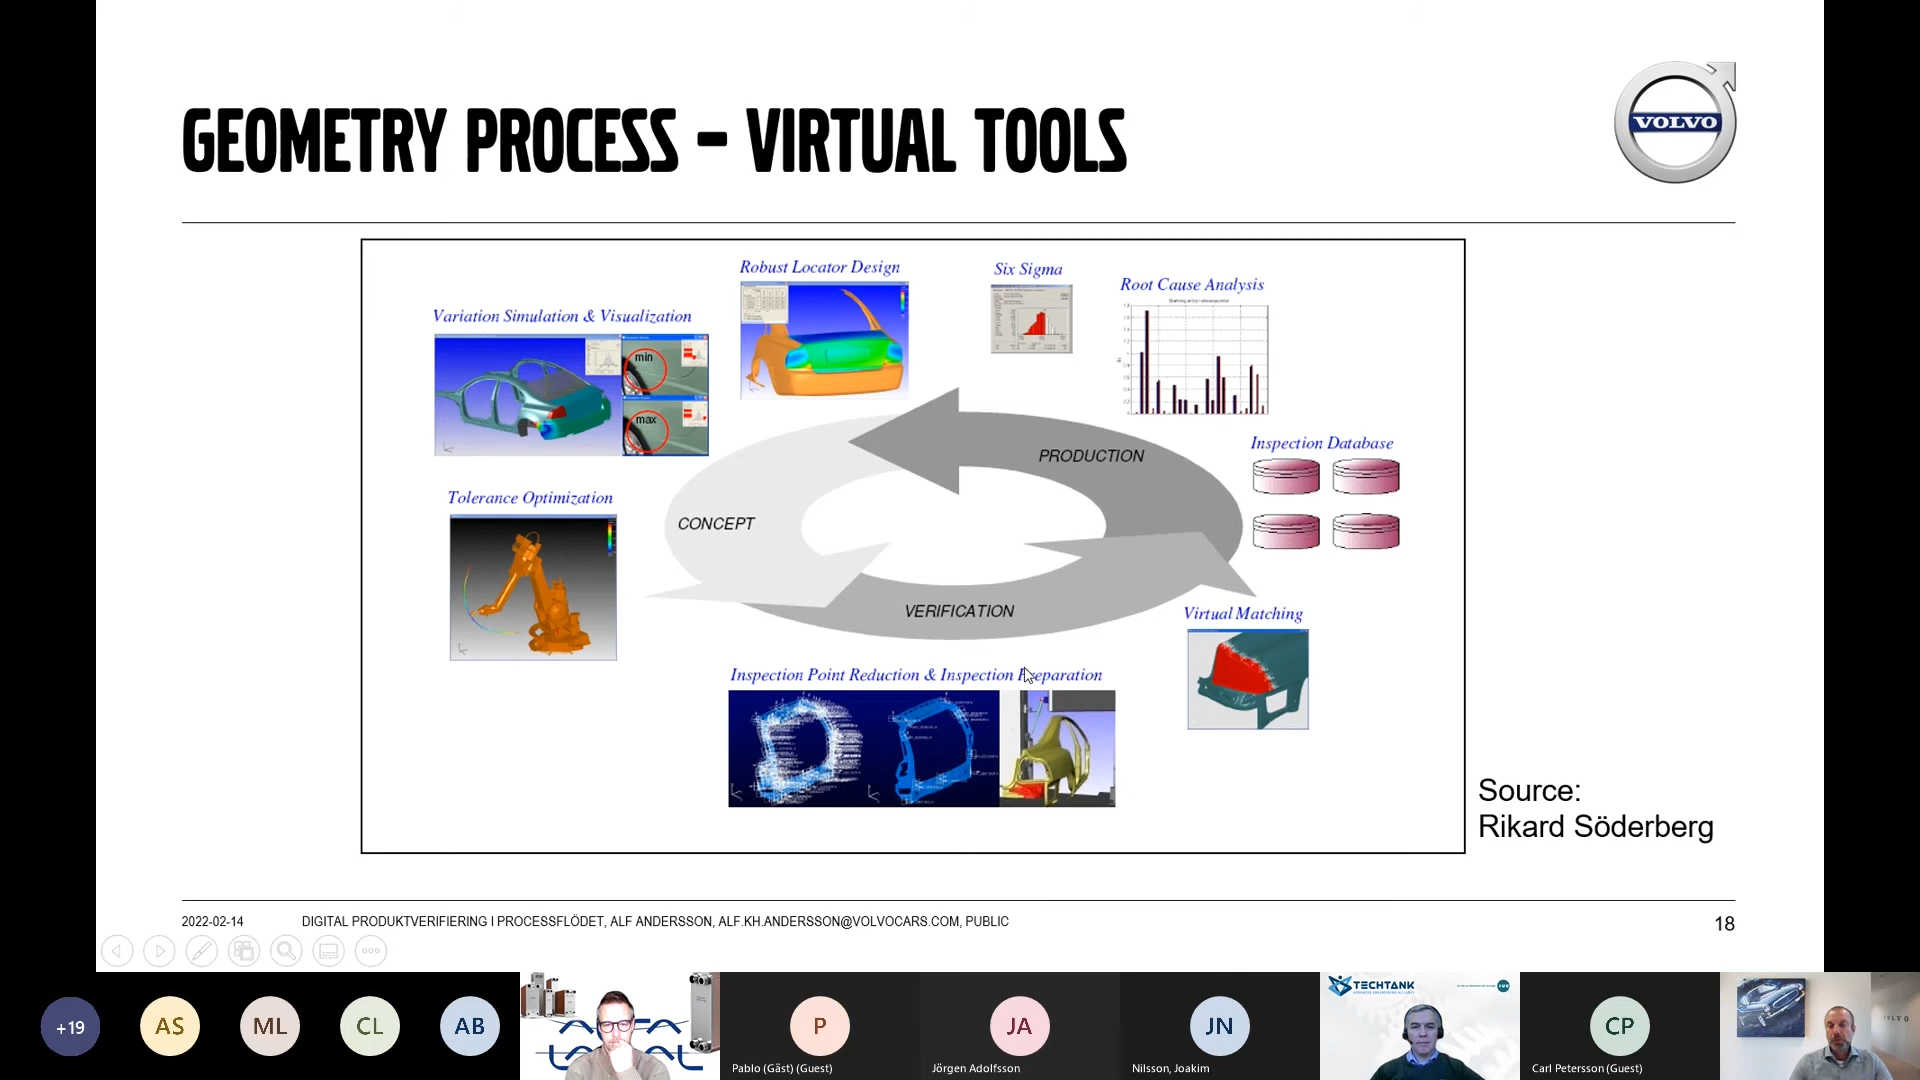 GEOMETRY PROCESS – VIRTUAL TOOLS
VOLVO
Robust Locator Design
Six Sigma
Root Cause Analysis
Variation Simulation & Visualization
min
max
PRODUCTION
Inspection Database
Tolerance Optimization
CONCEPT
VERIFICATION
Virtual Matching
Inspection Point Reduction & Inspection Preparation
Source:
Rikard Söderberg
2022-02-14
DIGITAL PRODUKTVERIFIERING I PROCESSFLÖDET, ALF ANDERSSON, ALF.KH.ANDERSSON@VOLVOCARS.COM, PUBLIC
18
+19
AS
ML
CL
AB
ALFA
LAVAL
P
Pablo (Gäst) (Guest)
JA
Jörgen Adolfsson
JN
Nilsson, Joakim
TECHTANK
CP
Carl Petersson (Guest)
VOLVO